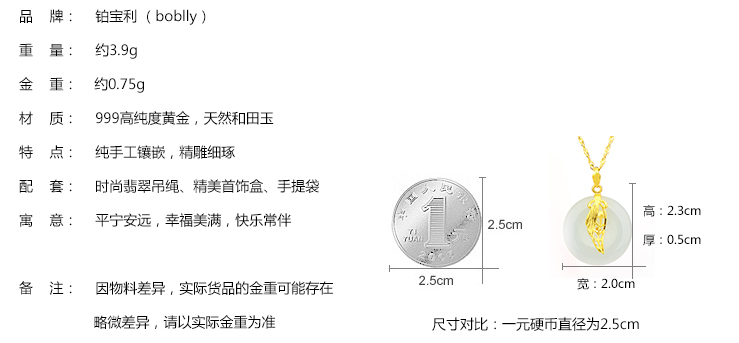 品 牌： 铂宝利（boblly）
重 量： 约3.9g
金 重： 约0.75g
材 质： 999高纯度黄金，天然和田玉
特 点： 纯手工镶嵌，精雕细琢
配 套： 时尚翡翠吊绳、精美首饰盒、手提袋
寓 意： 平宁安远，幸福美满，快乐常伴
备 注： 因物料差异，实际货品的金重可能存在
略微差异，请以实际金重为准
1
YI
YUAN
2.5cm
2.5cm
高：2.3cm
厚：0.5cm
宽：2.0cm
尺寸对比：一元硬币直径为2.5cm